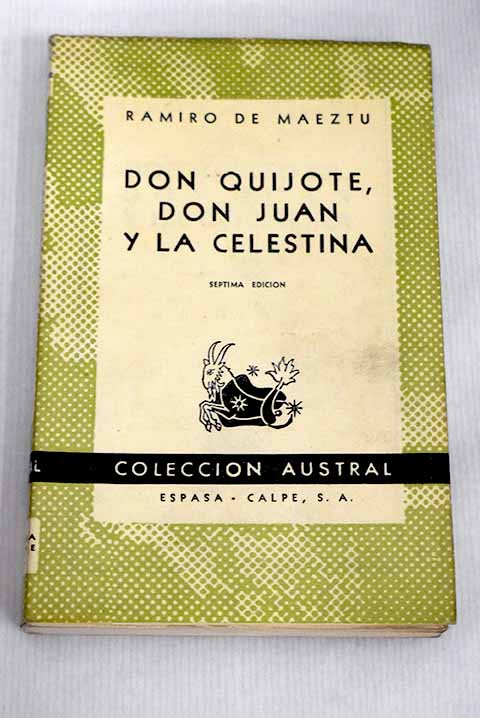 RAMIRO DE MAEZTU
DON QUIJOTE,
DON JUAN
Y LA CELESTINA
SEPTIMA EDICION
COLECCION AUSTRAL
ESPASA - CALPE, S. A.